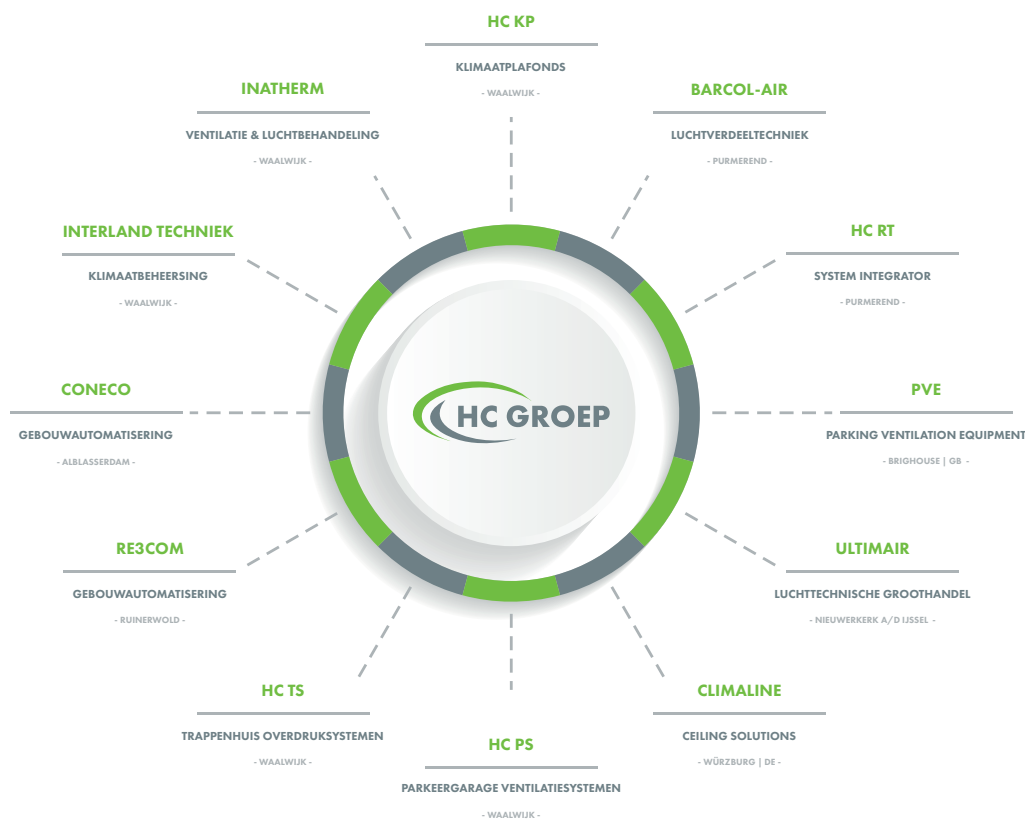 HC KP
KLIMAATPLAFONDS
- WAALWIJK -
BARCOL-AIR
LUCHTVERDEELTECHNIEK
- PURMEREND -
HC RT
SYSTEM INTEGRATOR
- PURMEREND -
PVE
PARKING VENTILATION EQUIPMENT
- BRIGHOUSE | GB -
ULTIMAIR
LUCHTTECHNISCHE GROOTHANDEL
- NIEUWERKERK A/D IJSSEL -
CLIMALINE
CEILING SOLUTIONS
- WÜRZBURG | DE -
HC PS
PARKEERGARAGE VENTILATIESYSTEMEN
- WAALWIJK -
HC TS
TRAPPENHUIS OVERDRUKSYSTEMEN
- WAALWIJK -
RE3COM
GEBOUWAUTOMATISERING
- RUINERWOLD -
CONECO
GEBOUWAUTOMATISERING
- ALBLASSERDAM -
INTERLAND TECHNIEK
KLIMAATBEHEERSING
- WAALWIJK -
INATHERM
VENTILATIE & LUCHTBEHANDELING
- WAALWIJK -
HC GROEP